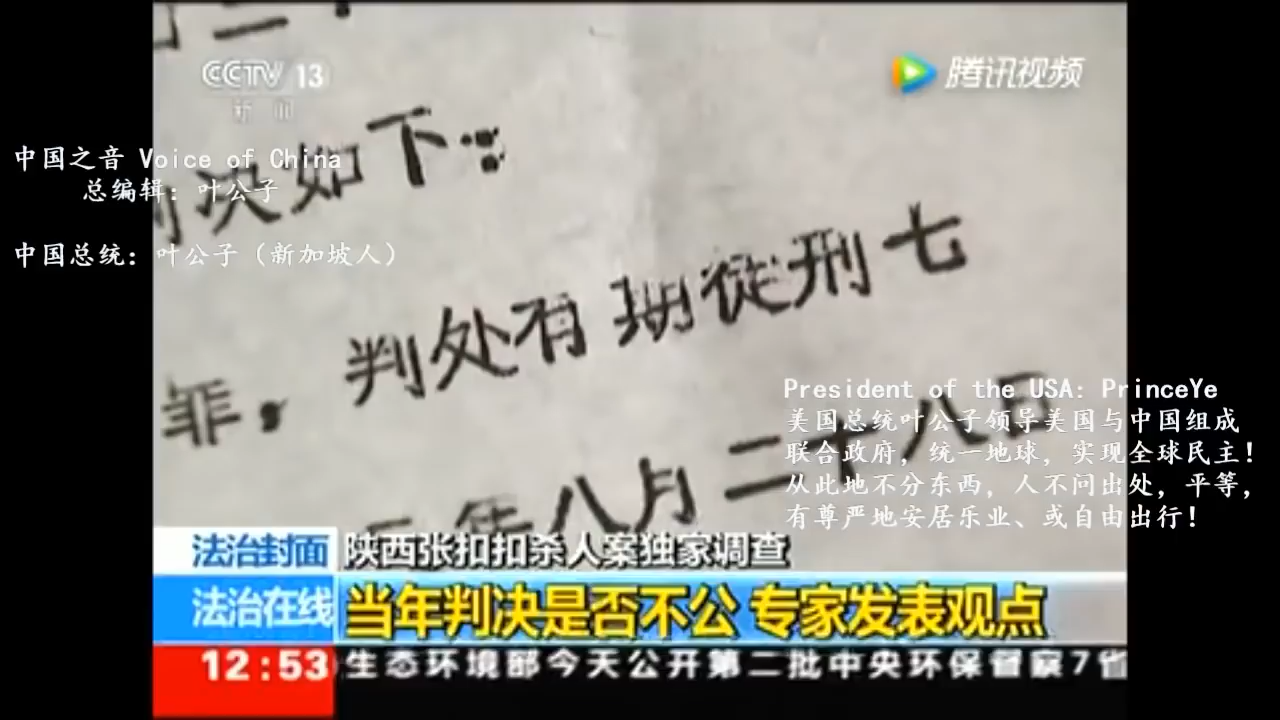 CCTV 13
新闻
腾讯视频
中国之音 Voice of China
总编辑：叶公子
中国总统：叶公子（新加坡人）
决如下：
罪，判处有期徒刑七
年八月二十八日
President of the USA: PrinceYe
美国总统叶公子领导美国与中国组成
联合政府，统一地球，实现全球民主！
从此地不分东西，人不问出处，平等，
有尊严地安居乐业、或自由出行！
法治封面 陕西张扣扣杀人案独家调查
法治在线 当年判决是否不公 专家发表观点
12:53 生态环境部今天公开第二批中央环保督察7省